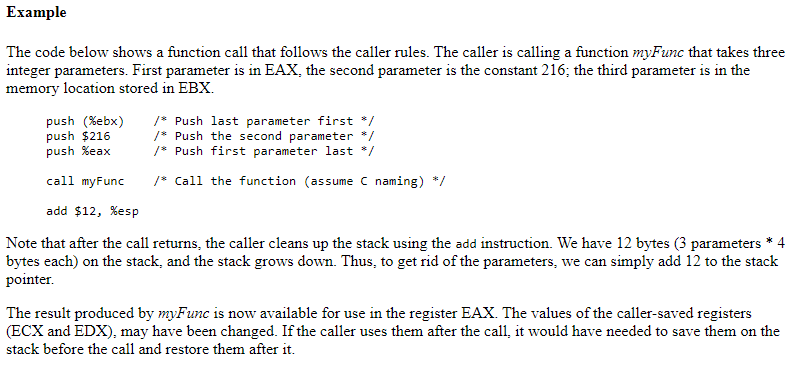 Example
The code below shows a function call that follows the caller rules. The caller is calling a function myFunc that takes three
integer parameters. First parameter is in EAX, the second parameter is the constant 216; the third parameter is in the
memory location stored in EBX.
push (%ebx)    /* Push last parameter first */
push $216      /* Push the second parameter */
push %eax      /* Push first parameter last */
call myFunc    /* Call the function (assume C naming) */
add $12, %esp
Note that after the call returns, the caller cleans up the stack using the add instruction. We have 12 bytes (3 parameters * 4
bytes each) on the stack, and the stack grows down. Thus, to get rid of the parameters, we can simply add 12 to the stack
pointer.
The result produced by myFunc is now available for use in the register EAX. The values of the caller-saved registers
(ECX and EDX), may have been changed. If the caller uses them after the call, it would have needed to save them on the
stack before the call and restore them after it.